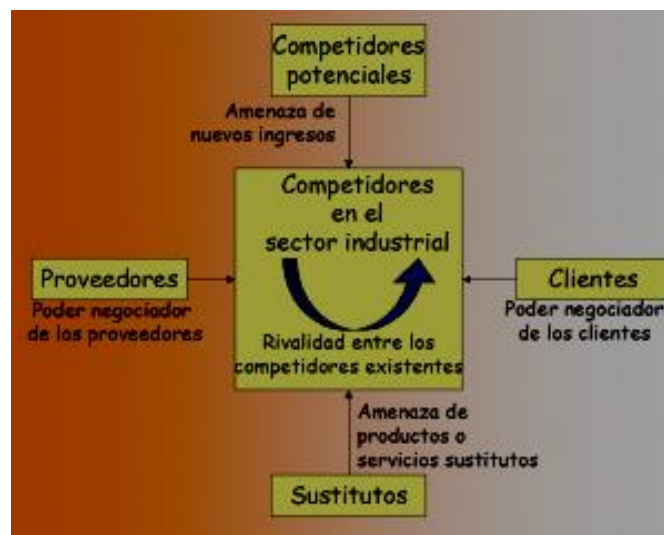 Competidores
potenciales
Amenaza de
nuevos ingresos
Competidores
en el
sector industrial
Proveedores
Poder negociador
de los proveedores
Clientes
Poder negociador
de los clientes
Rivalidad entre los
competidores existentes
Amenaza de
productos o
servicios sustitutos
Sustitutos